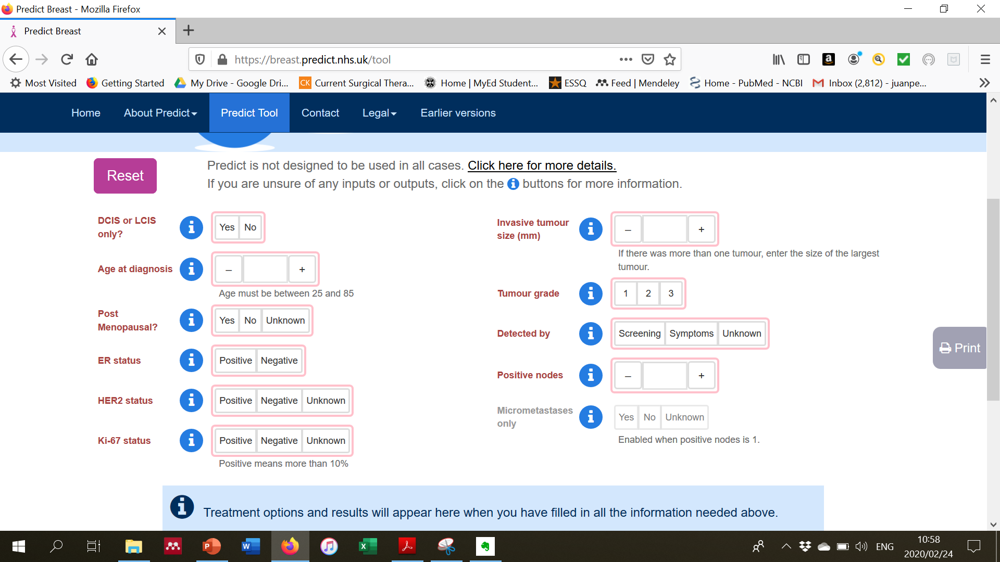 Predict Breast - Mozilla Firefox
Predict Breast
https://breast.predict.nhs.uk/tool
Most Visited Getting Started My Drive - Google Dri... CK Current Surgical Thera... Home | MyEd Student... ESSQ Feed | Mendeley Home - PubMed - NCBI Inbox (2,812) - juanpe...
Home About Predict Predict Tool Contact Legal Earlier versions
Reset
Predict is not designed to be used in all cases. Click here for more details.
If you are unsure of any inputs or outputs, click on the i buttons for more information.
DCIS or LCIS
only?
Yes No
Age at diagnosis
– +
Age must be between 25 and 85
Post
Menopausal?
Yes No Unknown
ER status
Positive Negative
HER2 status
Positive Negative Unknown
Ki-67 status
Positive Negative Unknown
Positive means more than 10%
Invasive tumour
size (mm)
– +
If there was more than one tumour, enter the size of the largest
tumour.
Tumour grade
1 2 3
Detected by
Screening Symptoms Unknown
Positive nodes
– +
Micrometastases
only
Yes No Unknown
Enabled when positive nodes is 1.
Print
Treatment options and results will appear here when you have filled in all the information needed above.
ENG
10:58
2020/02/24